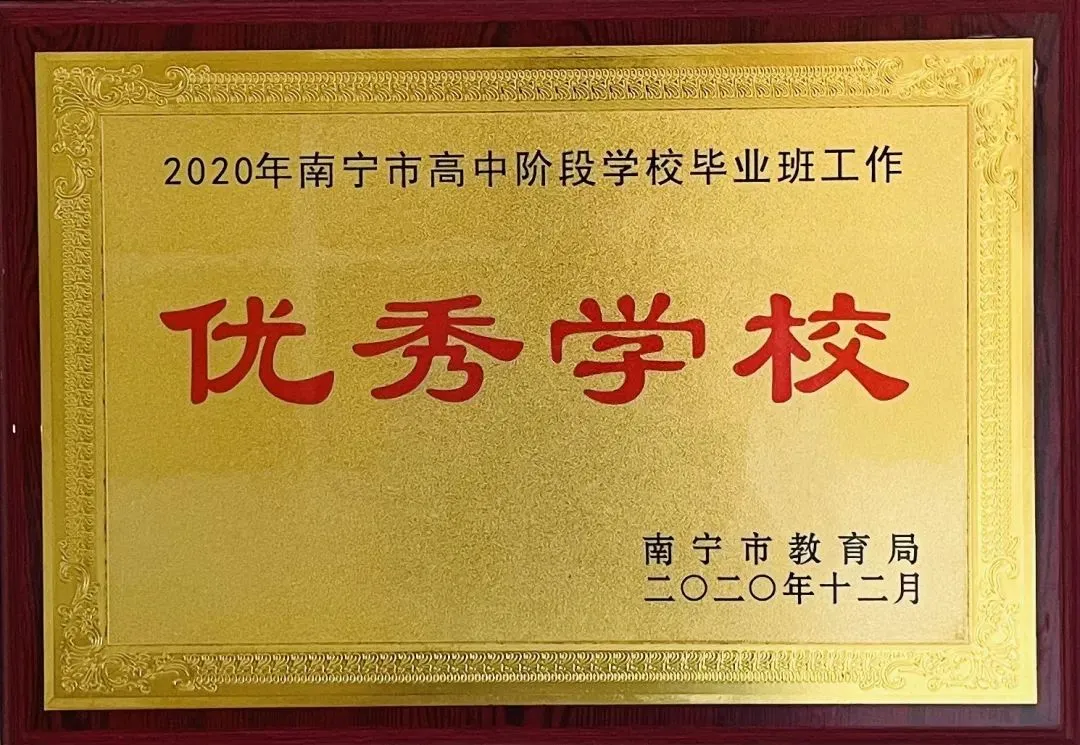 2020年南宁市高中阶段学校毕业班工作
优秀学校
南宁市教育局
二〇二〇年十二月